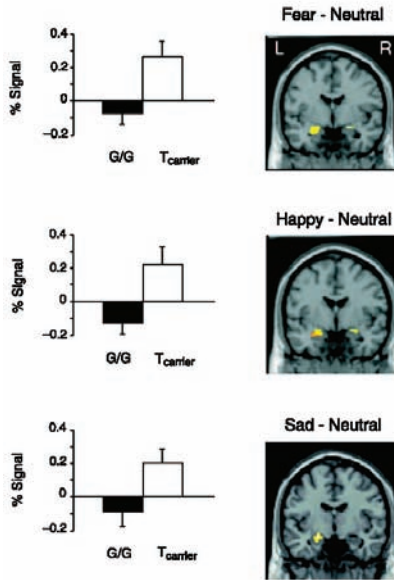 Fear - Neutral
0.4
0.2
0
-0.2
% Signal
G/G Tcarrier
L R
Happy - Neutral
0.4
0.2
0
-0.2
% Signal
G/G Tcarrier
Sad - Neutral
0.4
0.2
0
-0.2
% Signal
G/G Tcarrier